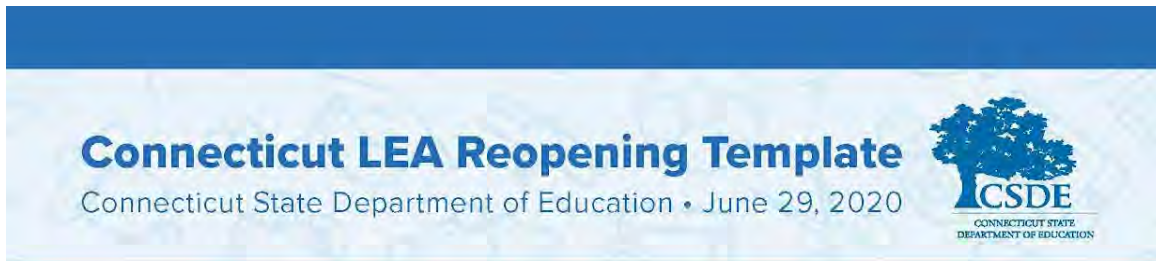 Connecticut LEA Reopening Template
Connecticut State Department of Education • June 29, 2020
CSDE
CONNECTICUT STATE
DEPARTMENT OF EDUCATION